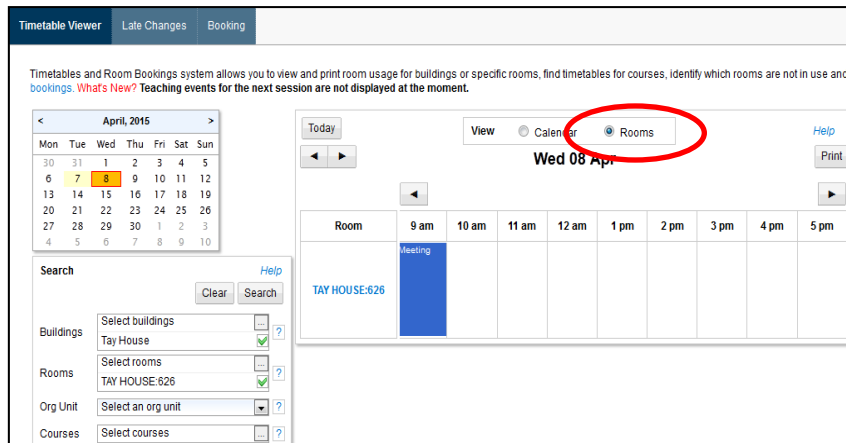 Timetable Viewer Late Changes Booking
Timetables and Room Bookings system allows you to view and print room usage for buildings or specific rooms, find timetables for courses, identify which rooms are not in use and
bookings. What's New? Teaching events for the next session are not displayed at the moment.
< April, 2015 >
Mon Tue Wed Thu Fri Sat Sun
30 31 1 2 3 4 5
6 7 8 9 10 11 12
13 14 15 16 17 18 19
20 21 22 23 24 25 26
27 28 29 30 1 2 3
4 5 6 7 8 9 10
Search Help
Clear Search
Buildings Select buildings ... ?
Tay House
Rooms Select rooms ... ?
TAY HOUSE:626
Org Unit Select an org unit ?
Courses Select courses ... ?
Today View Calendar Rooms Help
Wed 08 Apr Print
Room 9 am 10 am 11 am 12 am 1 pm 2 pm 3 pm 4 pm 5 pm
Meeting
TAY HOUSE:626